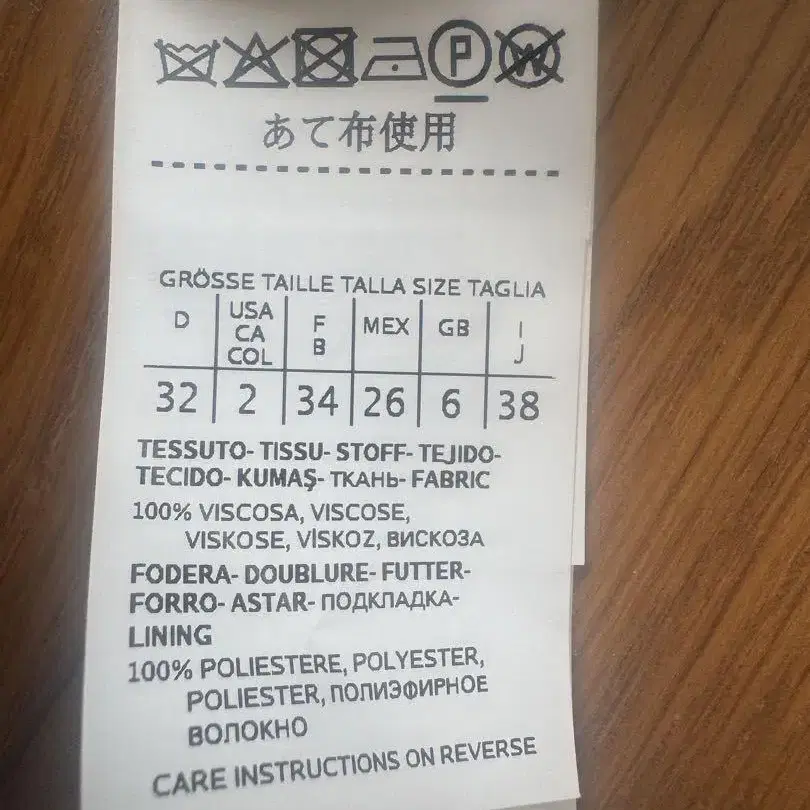 P W
あて布使用
GRÖSSE TAILLE TALLA SIZE TAGLIA
D USA CA COL F B MEX GB I J
32 2 34 26 6 38
TESSUTO- TISSU- STOFF- TEJIDO-
TECIDO- KUMAŞ- ТКАНЬ- FABRIC
100% VISCOSA, VISCOSE,
VISKOSE, VİSKOZ, ВИСКОЗА
FODERA- DOUBLURE- FUTTER-
FORRO- ASTAR- ПОДКЛАДКА-
LINING
100% POLIESTERE, POLYESTER,
POLIESTER, ПОЛИЭФИРНОЕ
ВОЛОКНО
CARE INSTRUCTIONS ON REVERSE